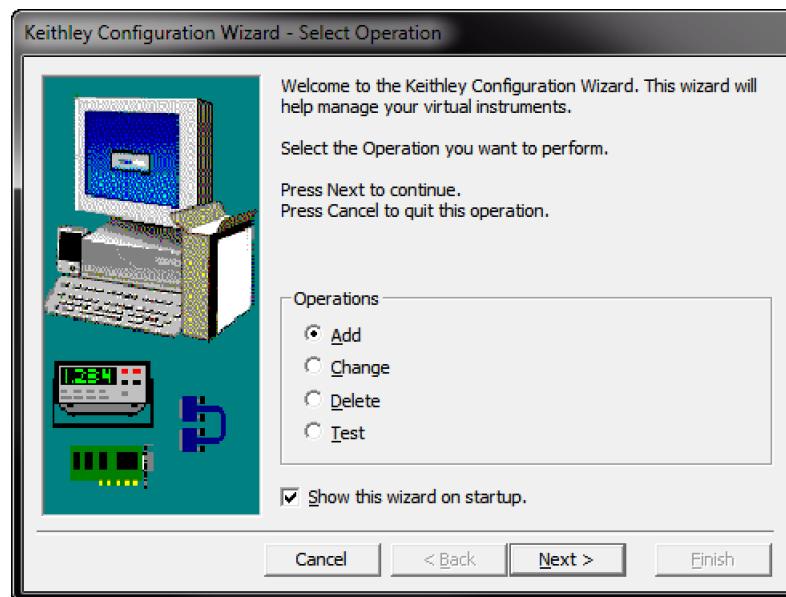 Keithley Configuration Wizard - Select Operation
Welcome to the Keithley Configuration Wizard. This wizard will
help manage your virtual instruments.
Select the Operation you want to perform.
Press Next to continue.
Press Cancel to quit this operation.
Operations
Add
Change
Delete
Test
1.234
Show this wizard on startup.
Cancel
< Back
Next >
Finish